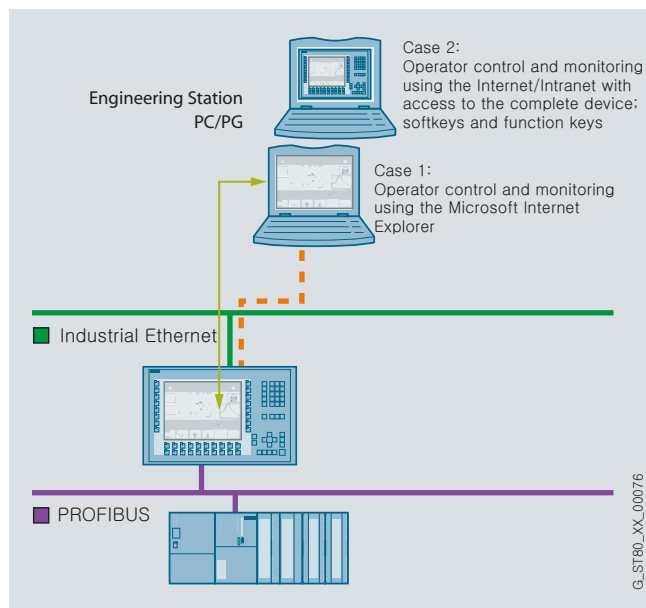 Case 2:
Operator control and monitoring
using the Internet/Intranet with
access to the complete device;
softkeys and function keys
Engineering Station
PC/PG
Case 1:
Operator control and monitoring
using the Microsoft Internet
Explorer
Industrial Ethernet
PROFIBUS
G_ST80_XX_00076